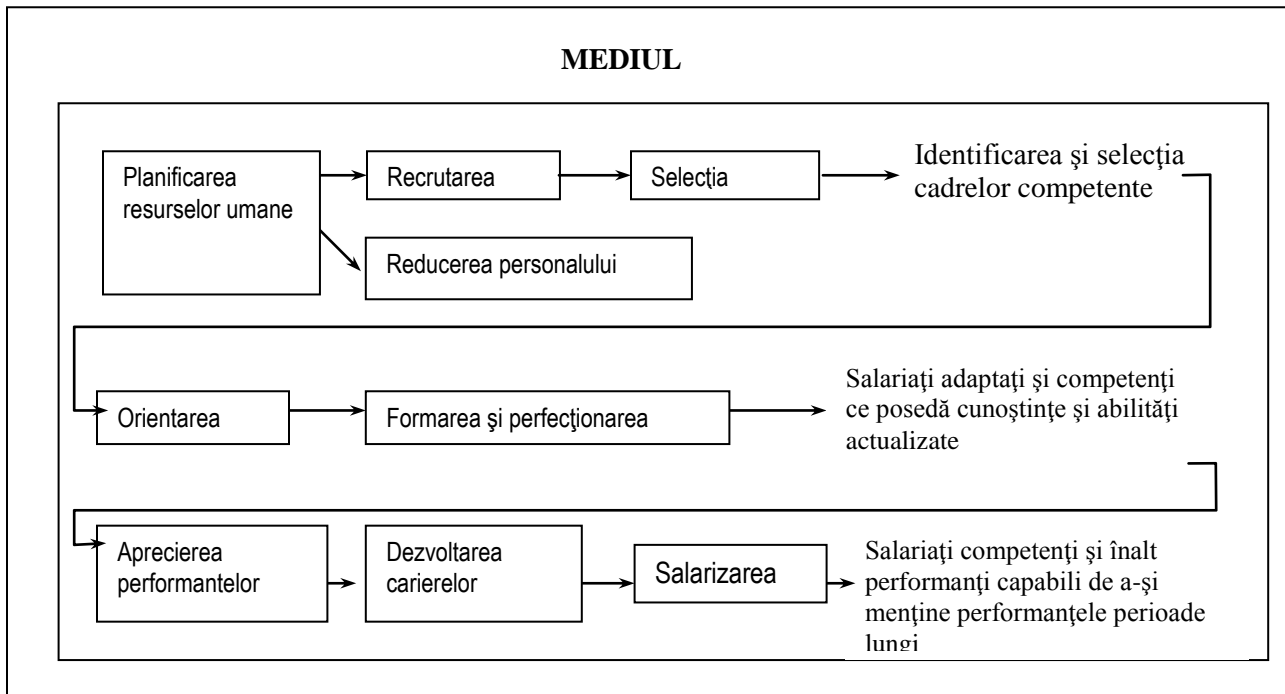 MEDIUL
Planificarea
resurselor umane
Recrutarea
Selecţia
Identificarea şi selecţia
cadrelor competente
Reducerea personalului
Orientarea
Formarea şi perfecţionarea
Salariaţi adaptaţi şi competenţi
ce posedă cunoştinţe şi abilităţi
actualizate
Aprecierea
performantelor
Dezvoltarea
carierelor
Salarizarea
Salariaţi competenţi şi înalt
performanţi capabili de a-şi
menţine performanţele perioade
lungi